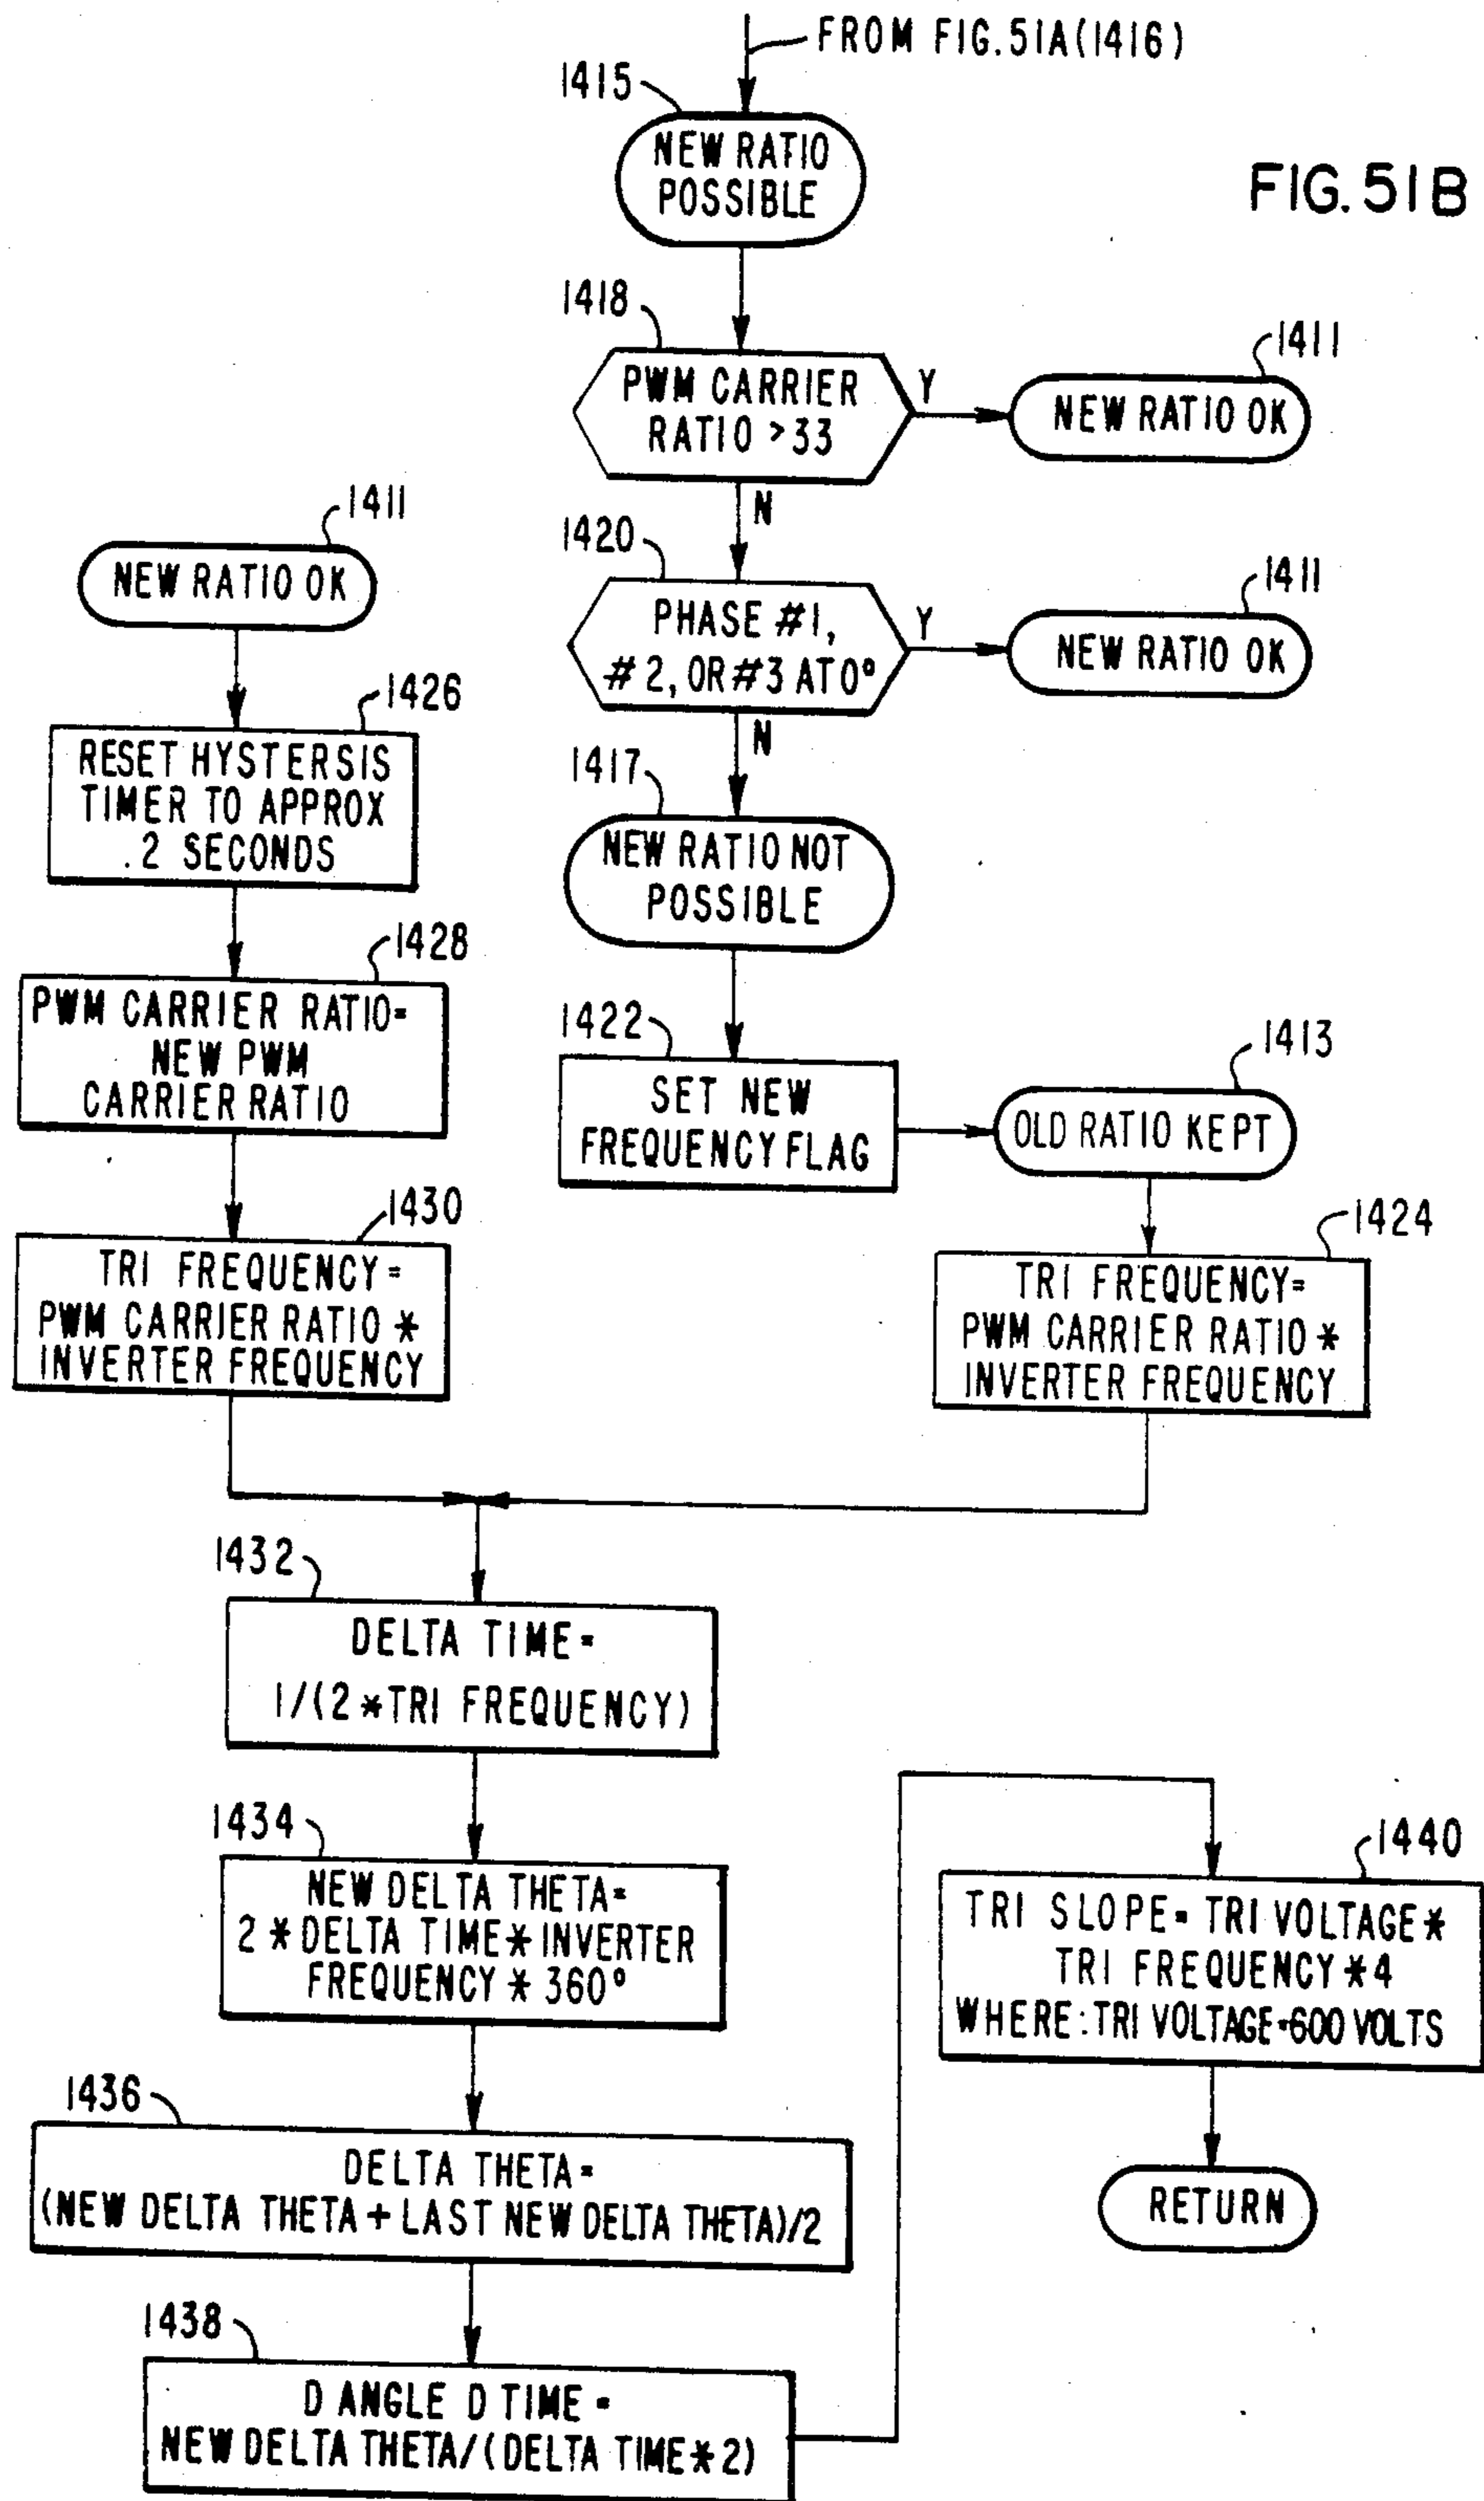 FROM FIG. 51A (1416)
1415
NEW RATIO
POSSIBLE
FIG. 51B
1418
PWM CARRIER
RATIO > 33
Y
1411
NEW RATIO OK
N
1420
PHASE #1,
#2, OR #3 AT 0°
Y
1411
NEW RATIO OK
N
1417
NEW RATIO NOT
POSSIBLE
1422
SET NEW
FREQUENCY FLAG
1413
OLD RATIO KEPT
1424
TRI FREQUENCY=
PWM CARRIER RATIO *
INVERTER FREQUENCY
1411
NEW RATIO OK
1426
RESET HYSTERSIS
TIMER TO APPROX
.2 SECONDS
1428
PWM CARRIER RATIO=
NEW PWM
CARRIER RATIO
1430
TRI FREQUENCY=
PWM CARRIER RATIO *
INVERTER FREQUENCY
1432
DELTA TIME=
1/(2 * TRI FREQUENCY)
1434
NEW DELTA THETA=
2 * DELTA TIME * INVERTER
FREQUENCY * 360°
1436
DELTA THETA=
(NEW DELTA THETA + LAST NEW DELTA THETA)/2
1438
D ANGLE D TIME =
NEW DELTA THETA/(DELTA TIME * 2)
1440
TRI SLOPE= TRI VOLTAGE *
TRI FREQUENCY * 4
WHERE: TRI VOLTAGE=600 VOLTS
RETURN